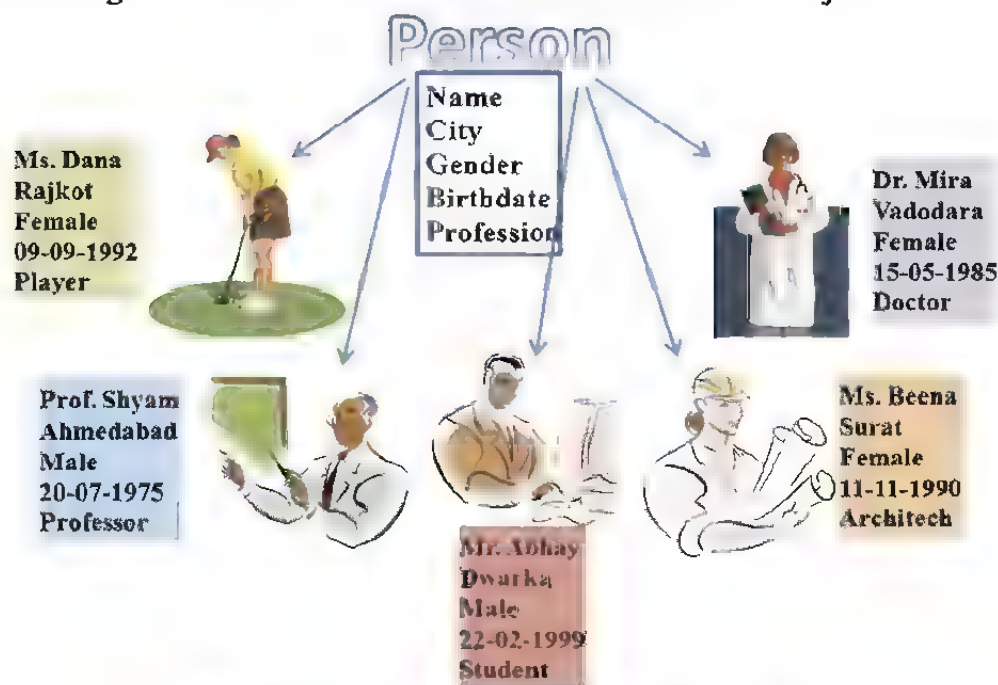 Person
Name
City
Gender
Birthdate
Profession
Ms. Dana
Rajkot
Female
09-09-1992
Player
Dr. Mira
Vadodara
Female
15-05-1985
Doctor
Prof. Shyam
Ahmedabad
Male
20-07-1975
Professor
Mr. Abhay
Dwarka
Male
22-02-1999
Student
Ms. Beena
Surat
Female
11-11-1990
Architech